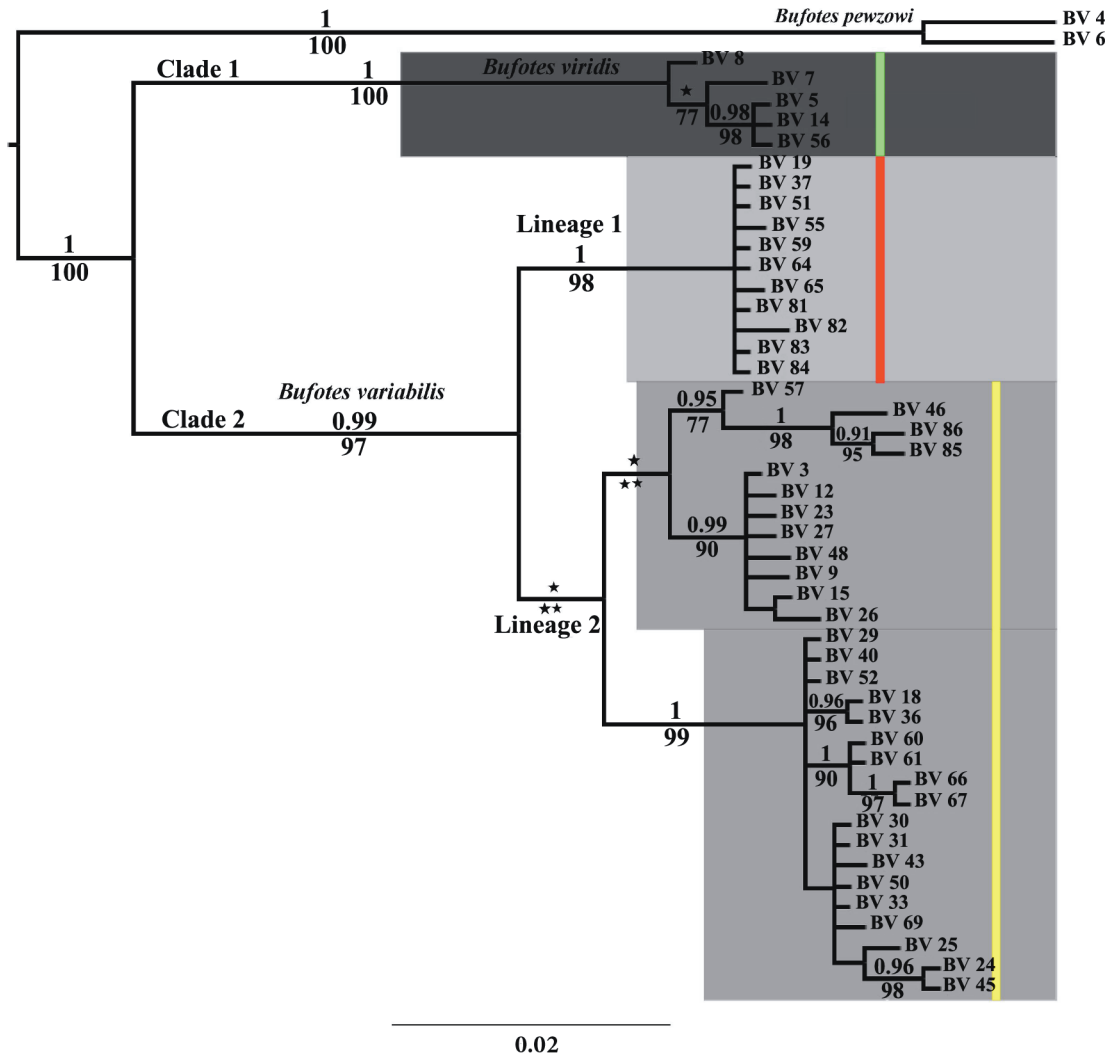 1
Bufotes pewzowi
BV 4
100
BV 6
Clade 1
1
Bufotes viridis
BV 8
100
BV 7
★
0.98
BV 5
77
98
BV 14
BV 56
BV 19
BV 37
BV 51
Lineage 1
BV 55
1
100
1
98
BV 59
BV 64
BV 65
BV 81
BV 82
BV 83
BV 84
Bufotes variabilis
Clade 2
0.99
97
0.95
77
BV 57
1
98
BV 46
0.91
95
BV 86
BV 85
★
★★
BV 3
BV 12
BV 23
0.99
90
BV 27
BV 48
BV 9
BV 15
BV 26
★
★★
Lineage 2
BV 29
BV 40
BV 52
0.96
96
BV 18
BV 36
1
99
BV 60
1
90
BV 61
1
97
BV 66
BV 67
BV 30
BV 31
BV 43
BV 50
BV 33
BV 69
BV 25
0.96
98
BV 24
BV 45
0.02